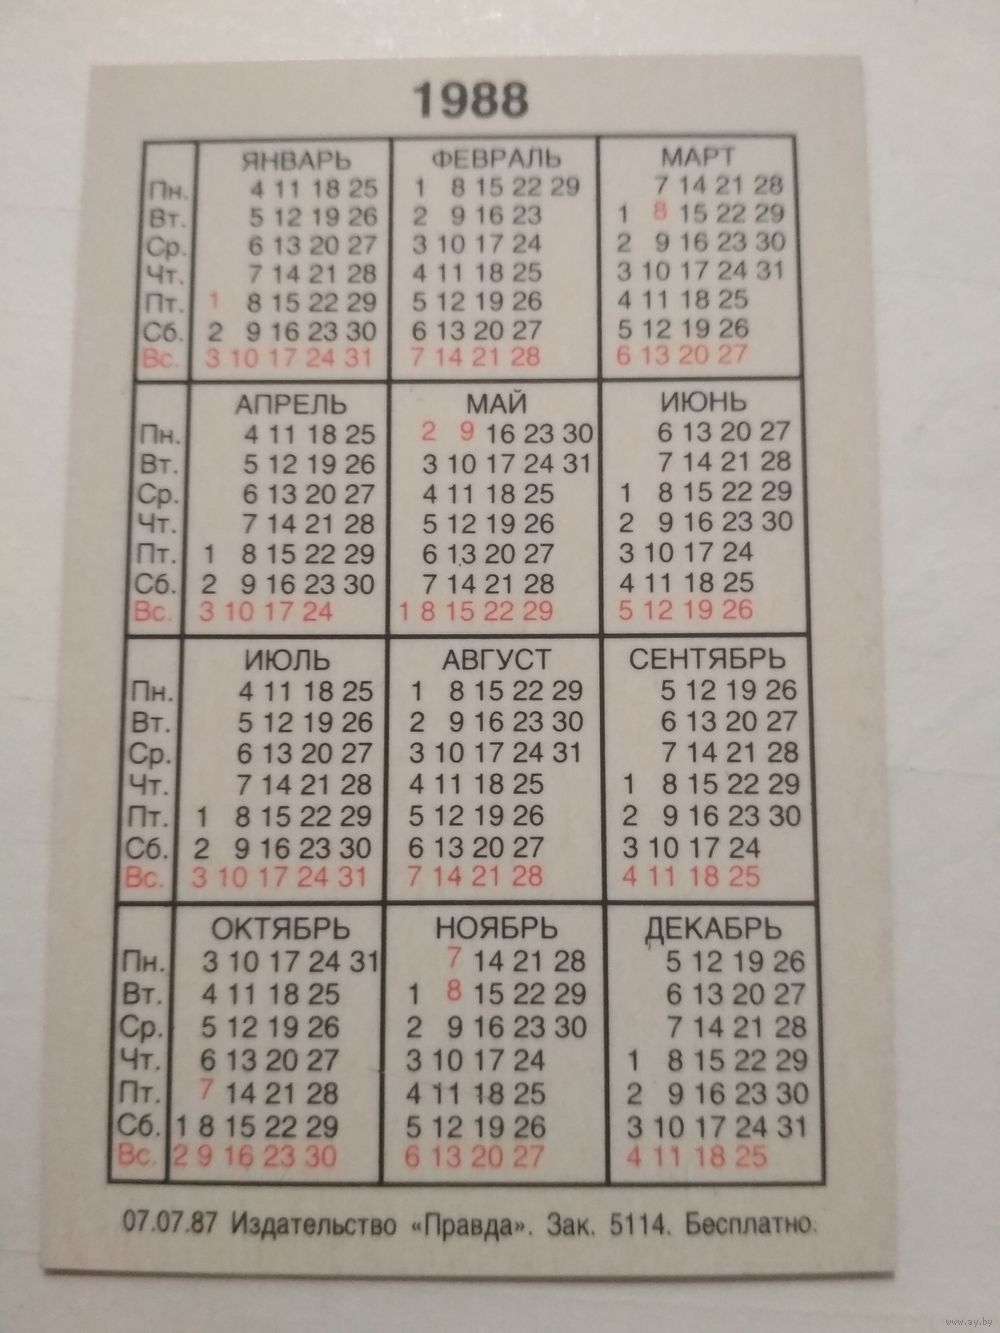 1988
ЯНВАРЬ ФЕВРАЛЬ МАРТ
Пн. 4 11 18 25 1 8 15 22 29 7 14 21 28
Вт. 5 12 19 26 2 9 16 23 1 8 15 22 29
Ср. 6 13 20 27 3 10 17 24 2 9 16 23 30
Чт. 7 14 21 28 4 11 18 25 3 10 17 24 31
Пт. 1 8 15 22 29 5 12 19 26 4 11 18 25
Сб. 2 9 16 23 30 6 13 20 27 5 12 19 26
Вс. 3 10 17 24 31 7 14 21 28 6 13 20 27
АПРЕЛЬ МАЙ ИЮНЬ
Пн. 4 11 18 25 2 9 16 23 30 6 13 20 27
Вт. 5 12 19 26 3 10 17 24 31 7 14 21 28
Ср. 6 13 20 27 4 11 18 25 1 8 15 22 29
Чт. 7 14 21 28 5 12 19 26 2 9 16 23 30
Пт. 1 8 15 22 29 6 13 20 27 3 10 17 24
Сб. 2 9 16 23 30 7 14 21 28 4 11 18 25
Вс. 3 10 17 24 1 8 15 22 29 5 12 19 26
ИЮЛЬ АВГУСТ СЕНТЯБРЬ
Пн. 4 11 18 25 1 8 15 22 29 5 12 19 26
Вт. 5 12 19 26 2 9 16 23 30 6 13 20 27
Ср. 6 13 20 27 3 10 17 24 31 7 14 21 28
Чт. 7 14 21 28 4 11 18 25 1 8 15 22 29
Пт. 1 8 15 22 29 5 12 19 26 2 9 16 23 30
Сб. 2 9 16 23 30 6 13 20 27 3 10 17 24
Вс. 3 10 17 24 31 7 14 21 28 4 11 18 25
ОКТЯБРЬ НОЯБРЬ ДЕКАБРЬ
Пн. 3 10 17 24 31 7 14 21 28 5 12 19 26
Вт. 4 11 18 25 1 8 15 22 29 6 13 20 27
Ср. 5 12 19 26 2 9 16 23 30 7 14 21 28
Чт. 6 13 20 27 3 10 17 24 1 8 15 22 29
Пт. 7 14 21 28 4 11 18 25 2 9 16 23 30
Сб. 1 8 15 22 29 5 12 19 26 3 10 17 24 31
Вс. 2 9 16 23 30 6 13 20 27 4 11 18 25
07.07.87 Издательство «Правда». Зак. 5114. Бесплатно.
www.ay.by